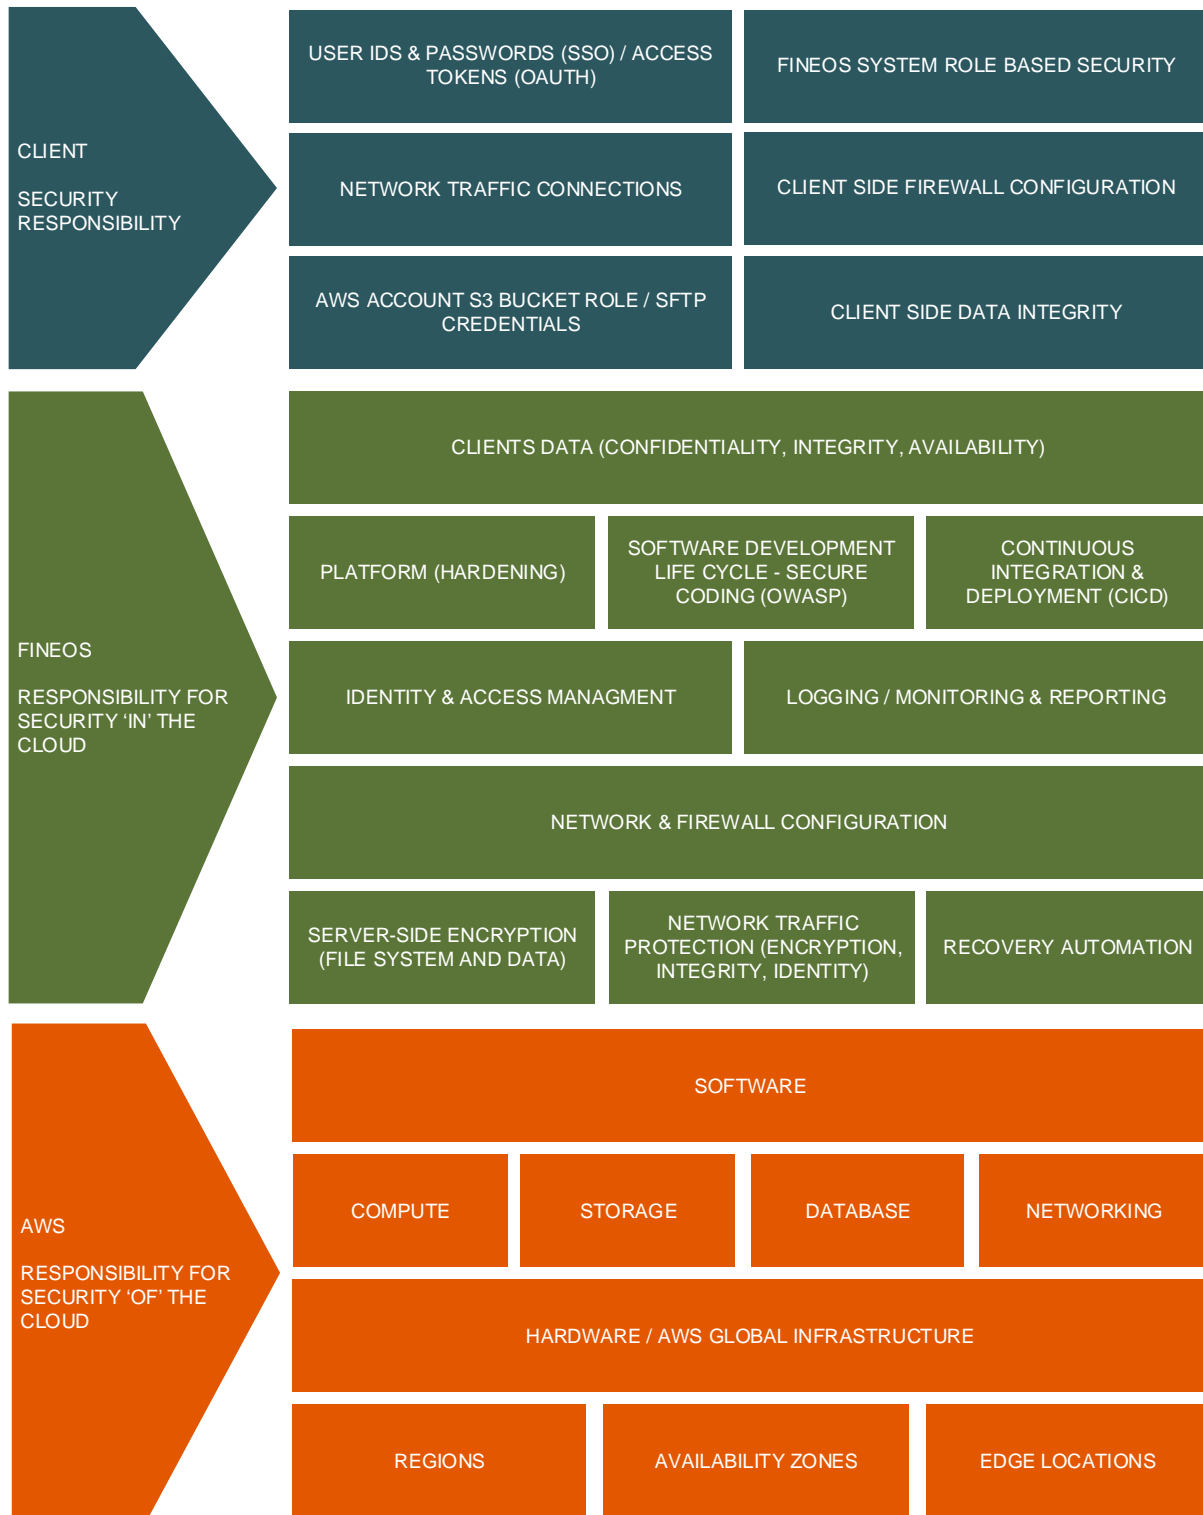 CLIENT
SECURITY
RESPONSIBILITY
USER IDS & PASSWORDS (SSO) / ACCESS
TOKENS (OAUTH)
FINEOS SYSTEM ROLE BASED SECURITY
NETWORK TRAFFIC CONNECTIONS
CLIENT SIDE FIREWALL CONFIGURATION
AWS ACCOUNT S3 BUCKET ROLE / SFTP
CREDENTIALS
CLIENT SIDE DATA INTEGRITY
FINEOS
RESPONSIBILITY FOR
SECURITY ‘IN’ THE
CLOUD
CLIENTS DATA (CONFIDENTIALITY, INTEGRITY, AVAILABILITY)
PLATFORM (HARDENING)
SOFTWARE DEVELOPMENT
LIFE CYCLE - SECURE
CODING (OWASP)
CONTINUOUS
INTEGRATION &
DEPLOYMENT (CICD)
IDENTITY & ACCESS MANAGMENT
LOGGING / MONITORING & REPORTING
NETWORK & FIREWALL CONFIGURATION
SERVER-SIDE ENCRYPTION
(FILE SYSTEM AND DATA)
NETWORK TRAFFIC
PROTECTION (ENCRYPTION,
INTEGRITY, IDENTITY)
RECOVERY AUTOMATION
AWS
RESPONSIBILITY FOR
SECURITY ‘OF’ THE
CLOUD
SOFTWARE
COMPUTE
STORAGE
DATABASE
NETWORKING
HARDWARE / AWS GLOBAL INFRASTRUCTURE
REGIONS
AVAILABILITY ZONES
EDGE LOCATIONS